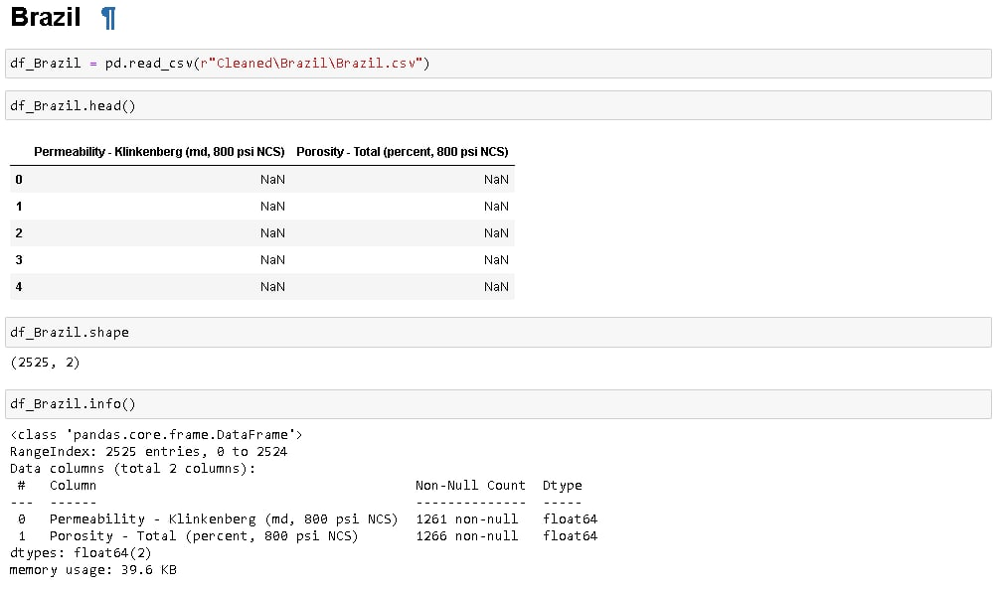 Brazil ¶
df_Brazil = pd.read_csv(r"Cleaned\Brazil\Brazil.csv")
df_Brazil.head()
Permeability - Klinkenberg (md, 800 psi NCS) Porosity - Total (percent, 800 psi NCS)
0 NaN NaN
1 NaN NaN
2 NaN NaN
3 NaN NaN
4 NaN NaN
df_Brazil.shape
(2525, 2)
df_Brazil.info()
<class 'pandas.core.frame.DataFrame'>
RangeIndex: 2525 entries, 0 to 2524
Data columns (total 2 columns):
# Column Non-Null Count Dtype
--- ------ -------------- -----
0 Permeability - Klinkenberg (md, 800 psi NCS) 1261 non-null float64
1 Porosity - Total (percent, 800 psi NCS) 1266 non-null float64
dtypes: float64(2)
memory usage: 39.6 KB